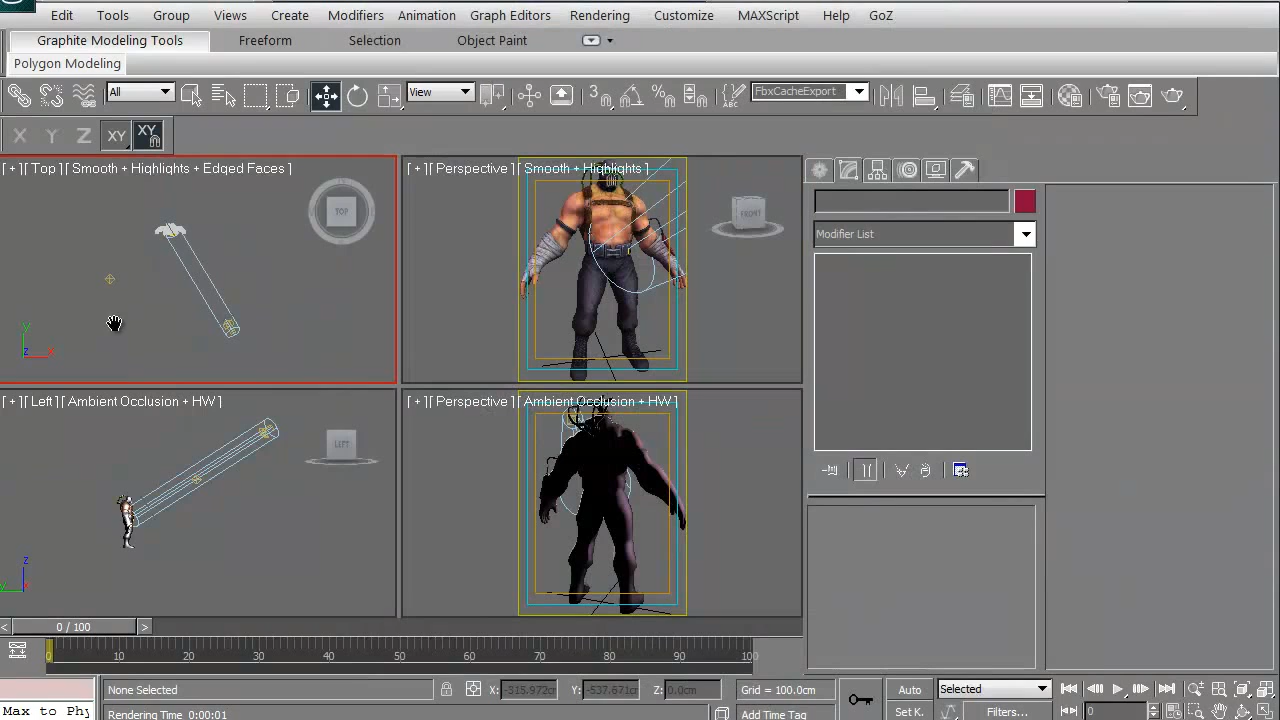 Edit Tools Group Views Create Modifiers Animation Graph Editors Rendering Customize MAXScript Help GoZ
Graphite Modeling Tools Freeform Selection Object Paint
Polygon Modeling
All View FbxCacheExport
X Y Z XY XY
[ + ][ Top ][ Smooth + Highlights + Edged Faces ]
TOP
y
z x
[ + ][ Perspective ][ Smooth + Highlights ]
FRONT
Modifier List
[ + ][ Left ][ Ambient Occlusion + HW ]
LEFT
z
y x
[ + ][ Perspective ][ Ambient Occlusion + HW ]
< 0 / 100 >
0 10 20 30 40 50 60 70 80 90 100
None Selected X: -315.972cm Y: -537.671cm Z: 0.0cm Grid = 100.0cm Auto Selected
Max to Phy Rendering Time 0:00:01 Add Time Tag Set K. Filters... 0